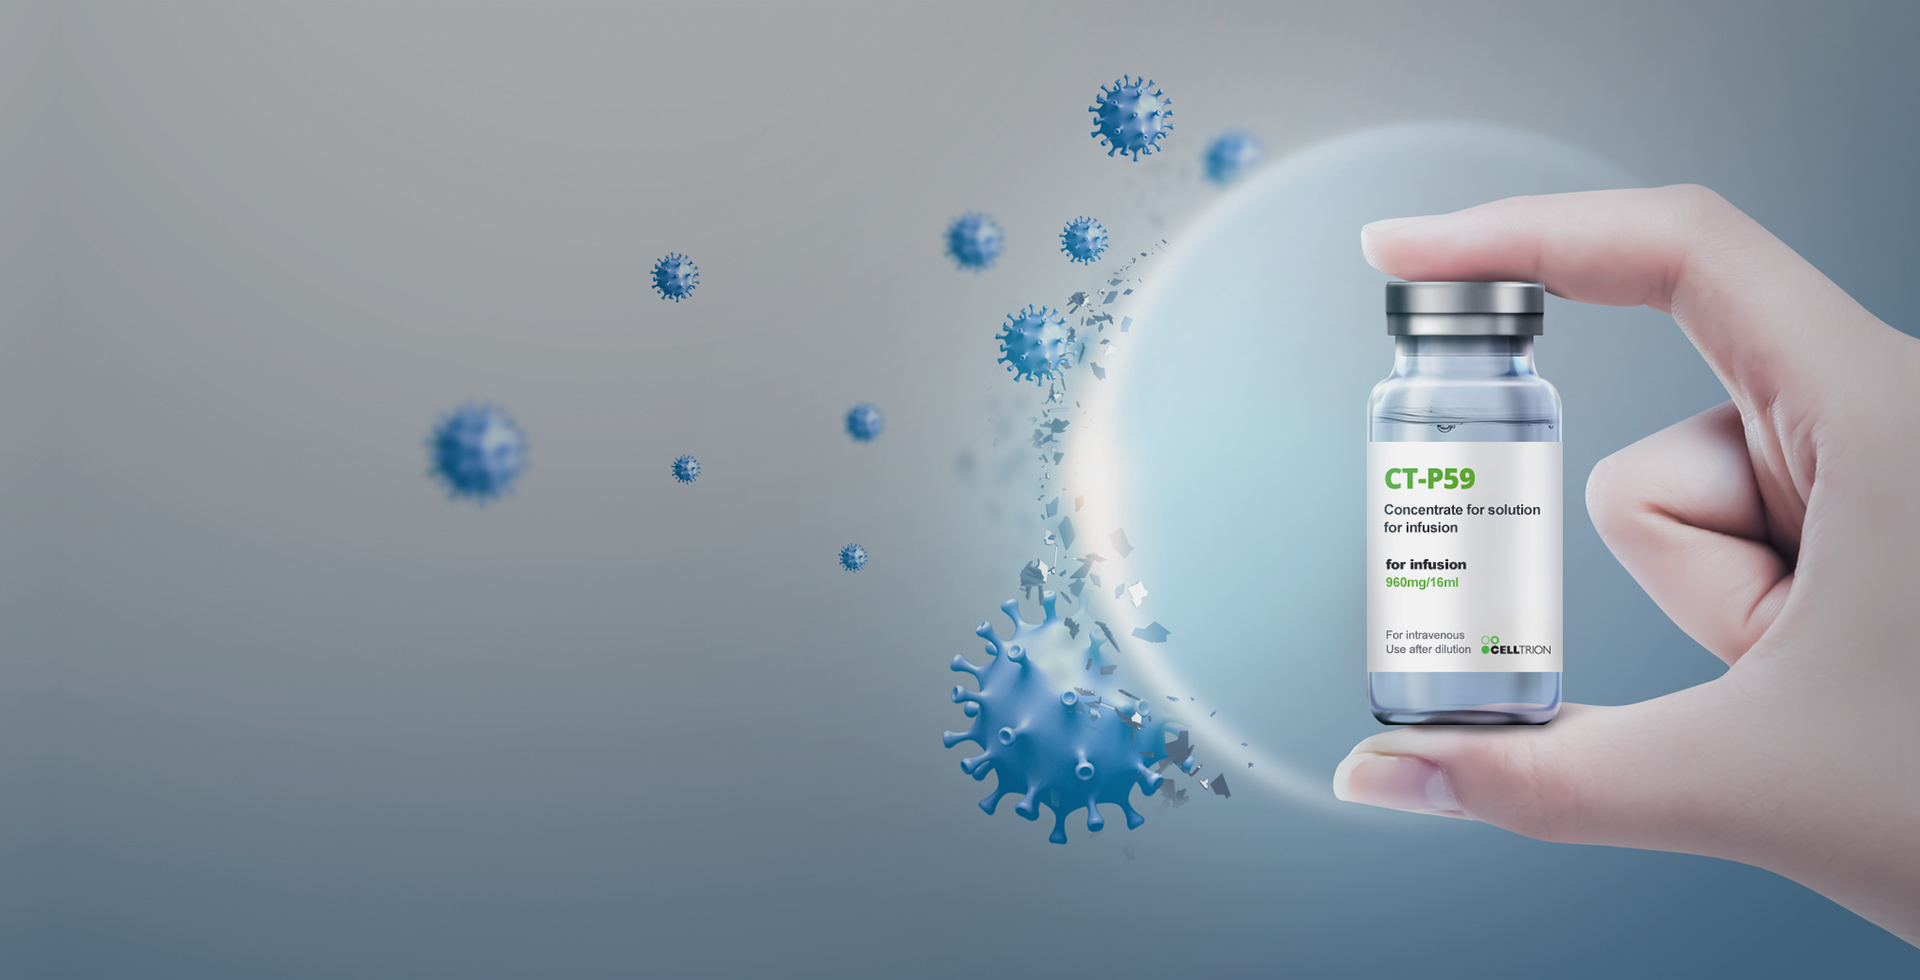 CT-P59
Concentrate for solution
for infusion
for infusion
960mg/16ml
For intravenous
Use after dilution
CELLTRION